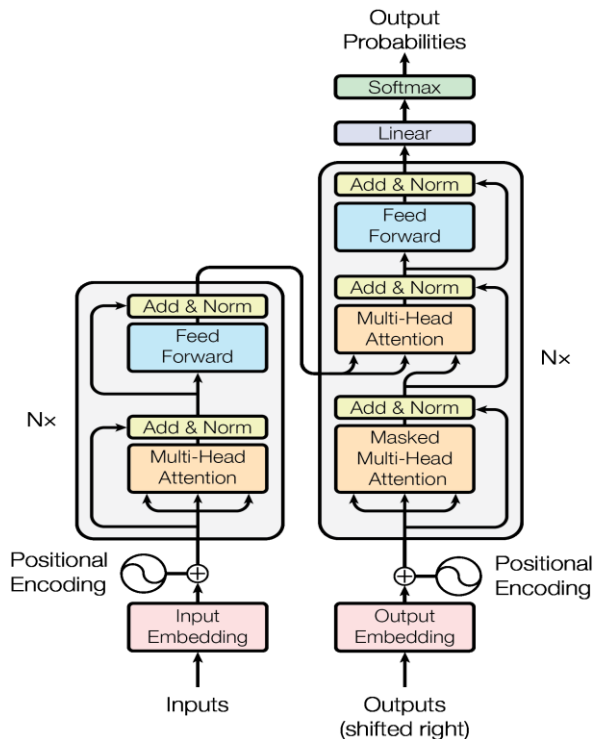 Output
Probabilities
Softmax
Linear
Add & Norm
Feed
Forward
Add & Norm
Multi-Head
Attention
Add & Norm
Masked
Multi-Head
Attention
N×
Add & Norm
Feed
Forward
Add & Norm
Multi-Head
Attention
N×
Positional
Encoding
Positional
Encoding
Input
Embedding
Output
Embedding
Inputs
Outputs
(shifted right)